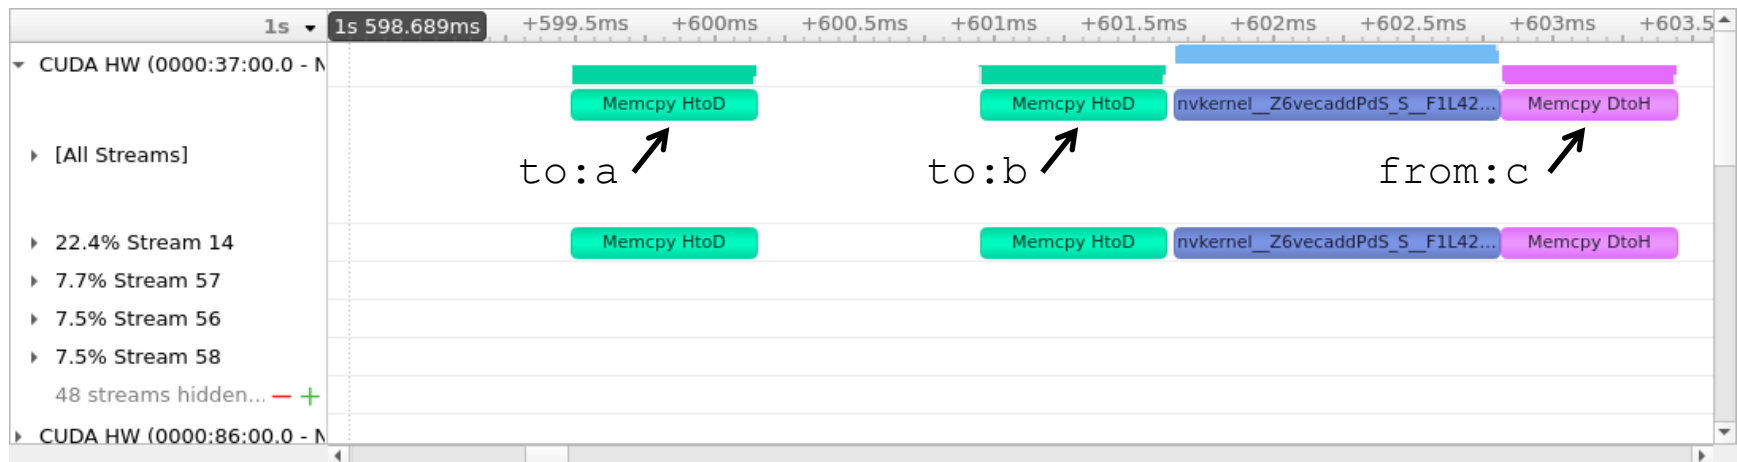 1s 1s 598.689ms +599.5ms +600ms +600.5ms +601ms +601.5ms +602ms +602.5ms +603ms +603.5
CUDA HW (0000:37:00.0 - N
Memcpy HtoD Memcpy HtoD nvkernel__Z6vecaddPdS_S__F1L42... Memcpy DtoH
[All Streams]
to:a to:b from:c
22.4% Stream 14 Memcpy HtoD Memcpy HtoD nvkernel__Z6vecaddPdS_S__F1L42... Memcpy DtoH
7.7% Stream 57
7.5% Stream 56
7.5% Stream 58
48 streams hidden... − +
CUDA HW (0000:86:00.0 - N